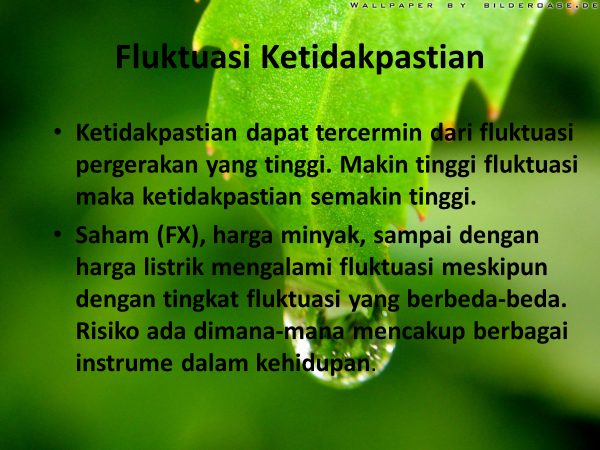 WALLPAPER BY BILDEROASE.DE
Fluktuasi Ketidakpastian
• Ketidakpastian dapat tercermin dari fluktuasi
pergerakan yang tinggi. Makin tinggi fluktuasi
maka ketidakpastian semakin tinggi.
• Saham (FX), harga minyak, sampai dengan
harga listrik mengalami fluktuasi meskipun
dengan tingkat fluktuasi yang berbeda-beda.
Risiko ada dimana-mana mencakup berbagai
instrume dalam kehidupan.